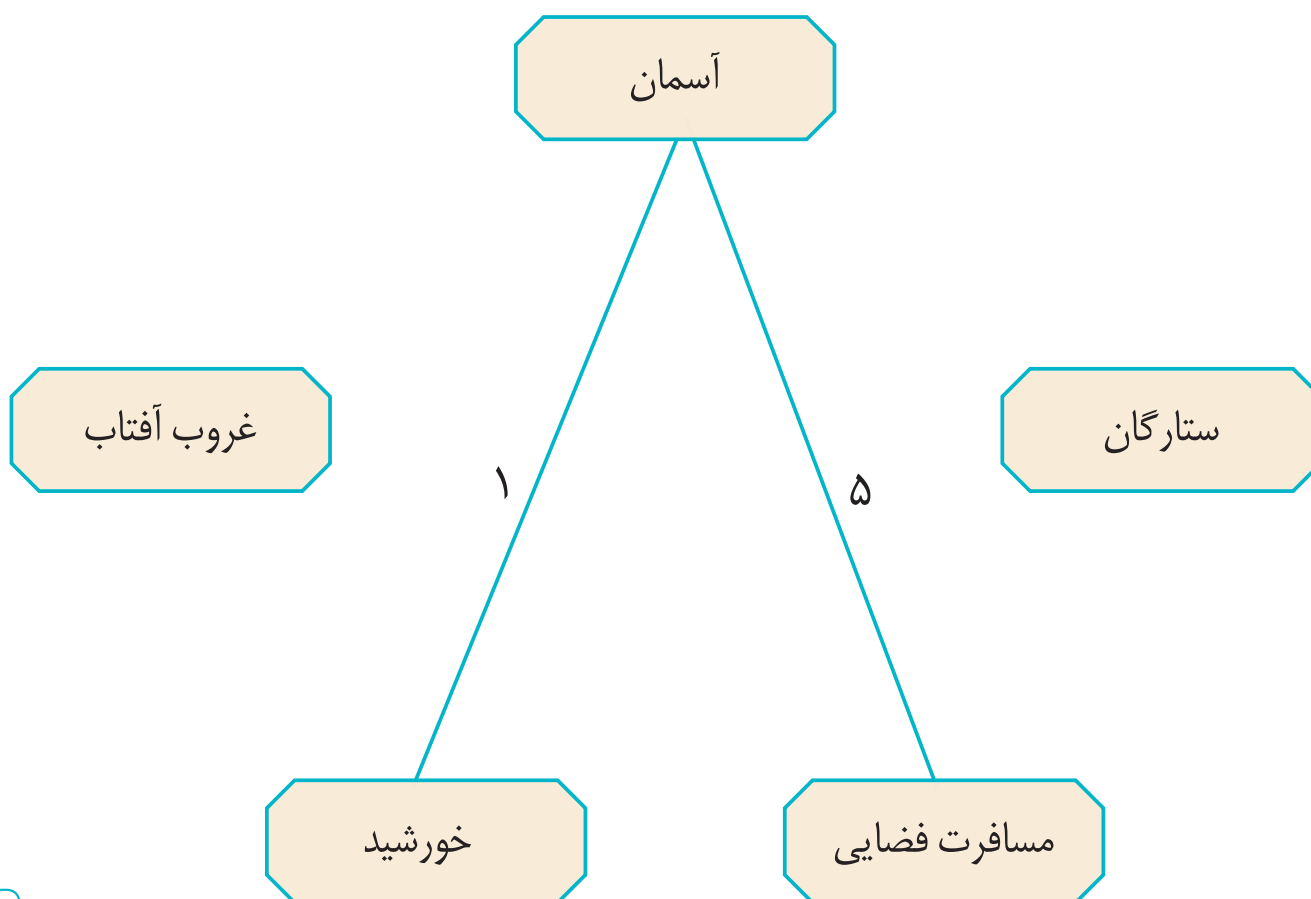 آسمان
ستارگان
غروب آفتاب
۵
۱
مسافرت فضایی
خورشید